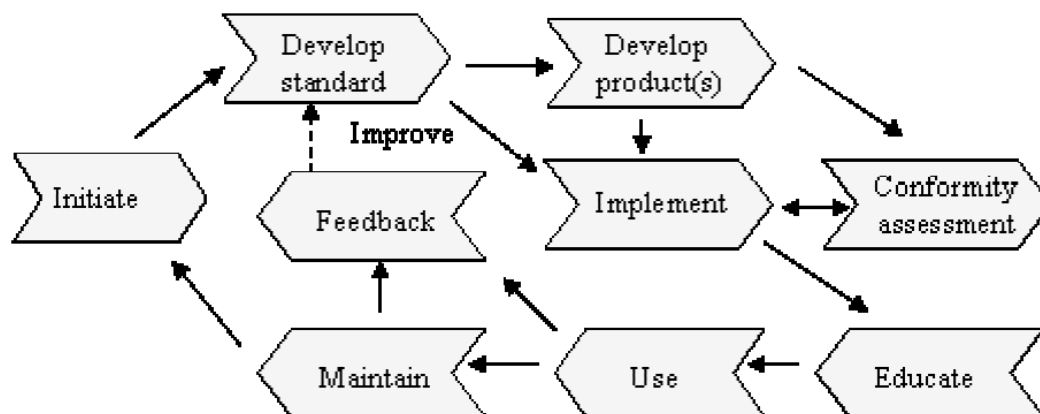 Develop
standard
Develop
product(s)
Improve
Initiate
Feedback
Implement
Conformity
assessment
Maintain
Use
Educate